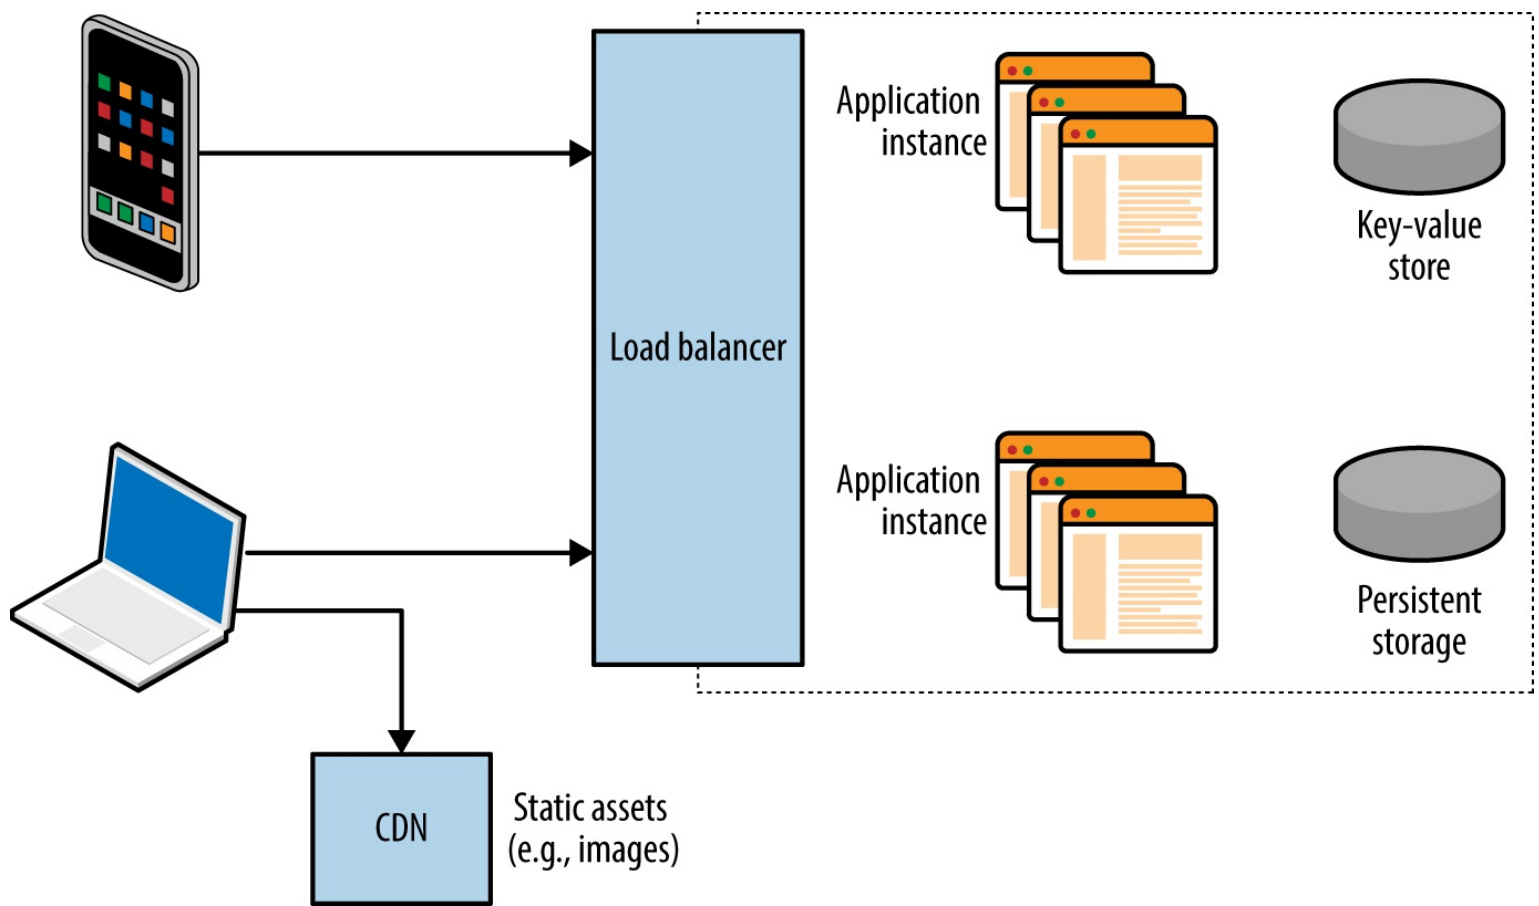 Application
instance
Key-value
store
Load balancer
Application
instance
Persistent
storage
CDN
Static assets
(e.g., images)